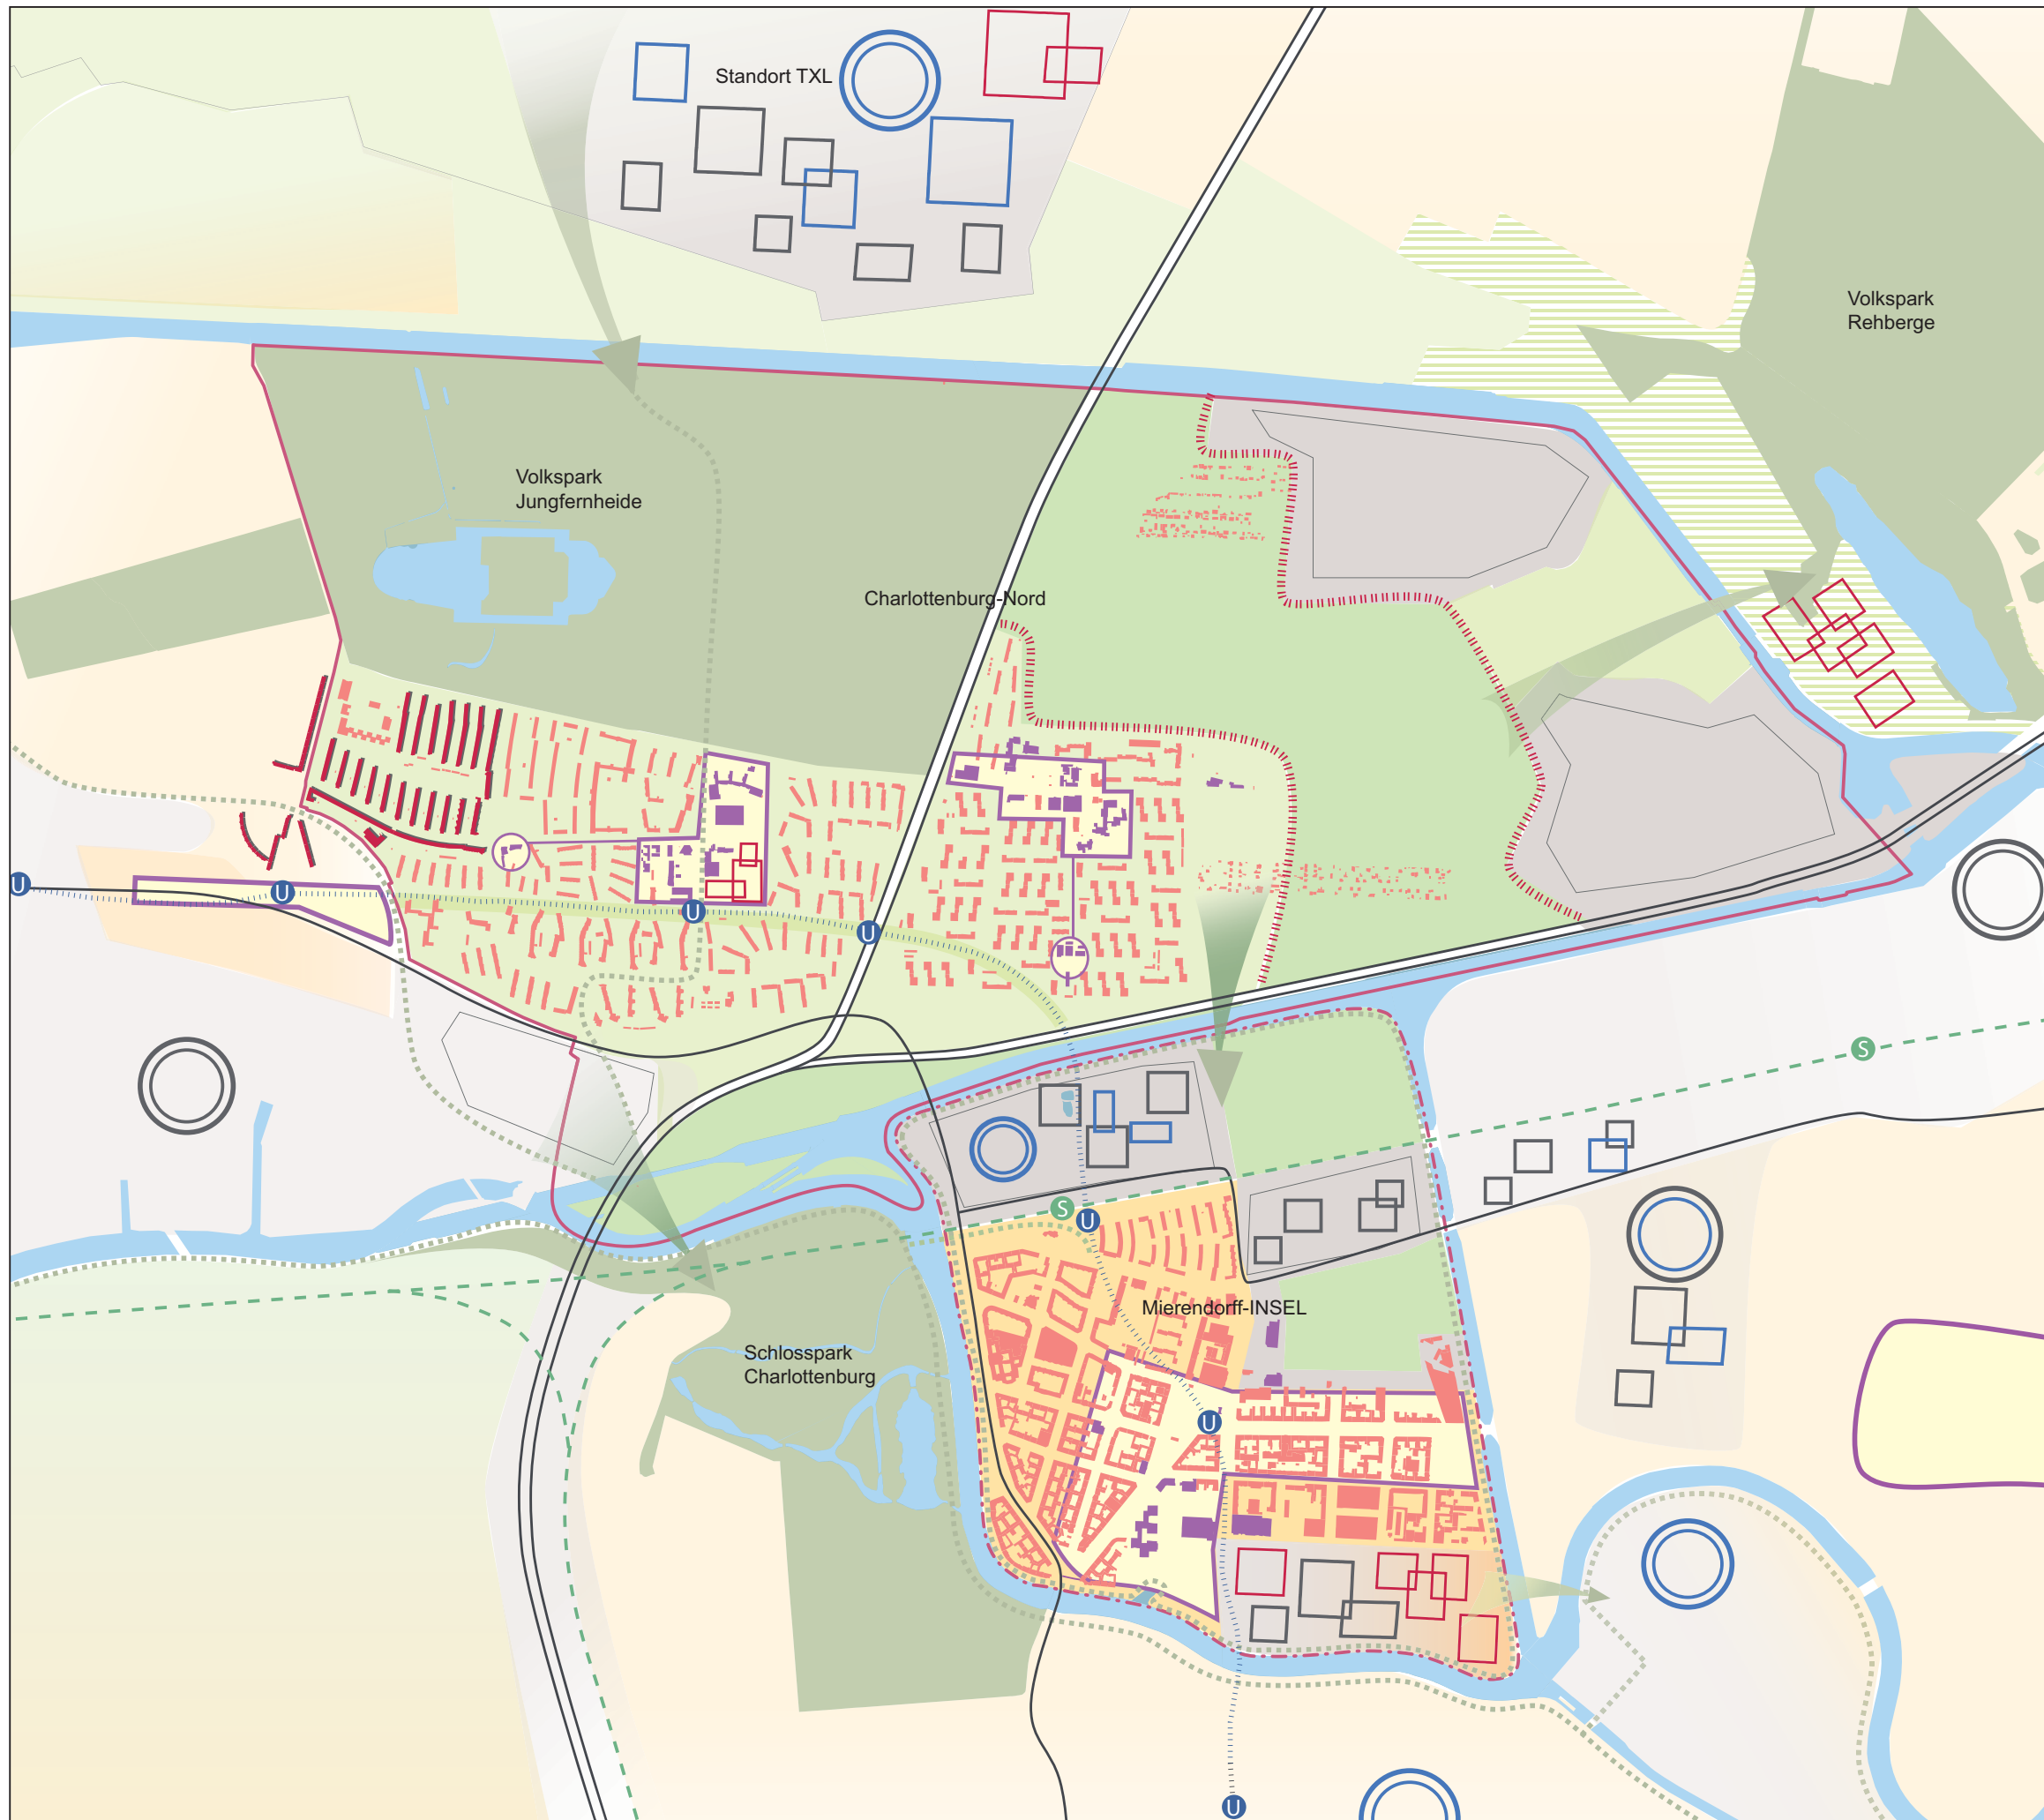 Standort TXL
Volkspark
Rehberge
Volkspark
Jungfernheide
Charlottenburg-Nord
U
U
U
U
S
S
U
Mierendorff-INSEL
Schlosspark
Charlottenburg
U
U